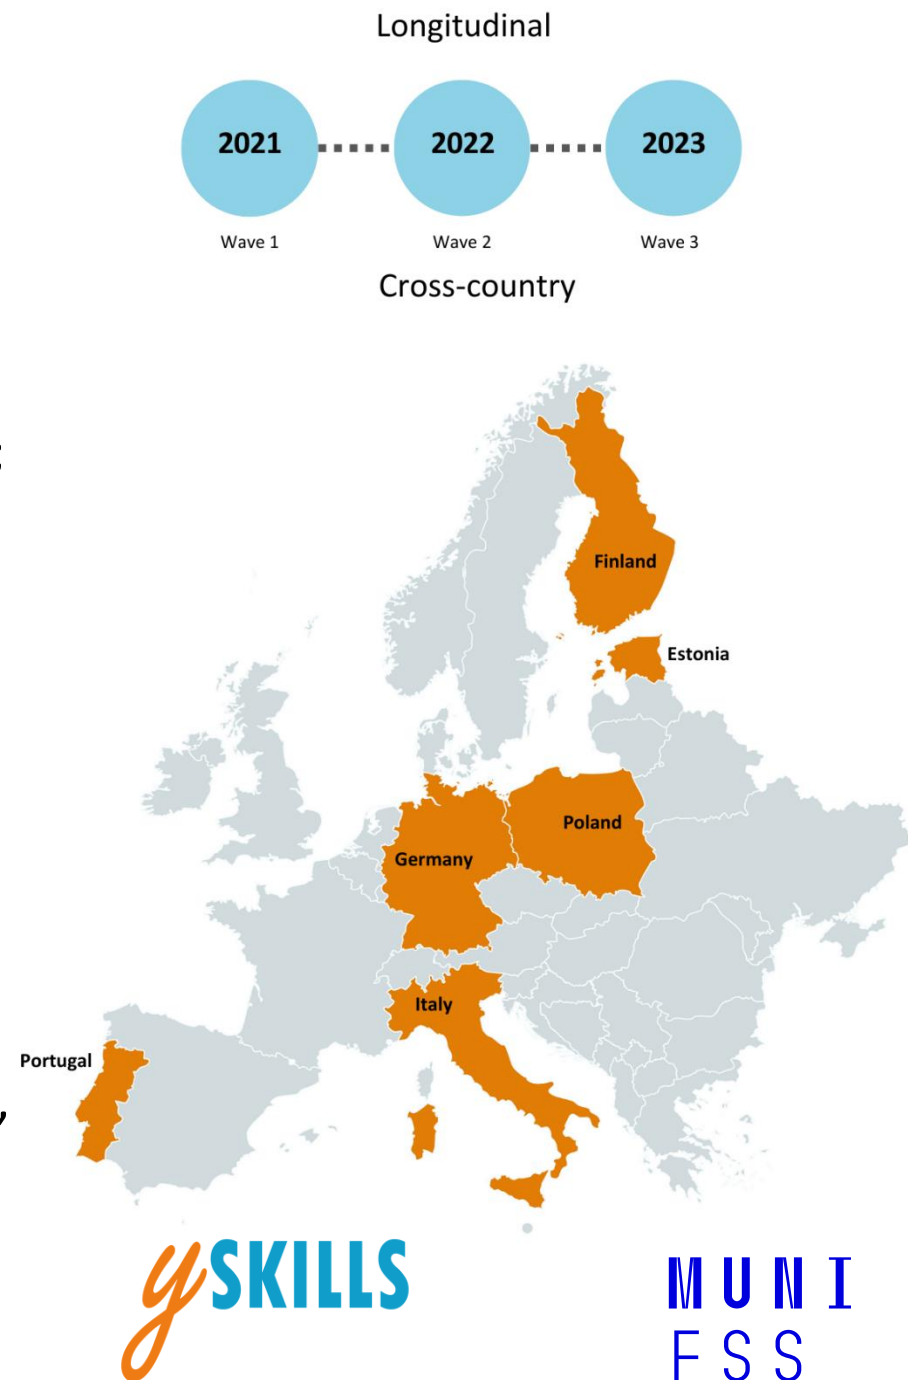 Longitudinal
2021 2022 2023
Wave 1 Wave 2 Wave 3
Cross-country
Finland
Estonia
Poland
Germany
Italy
Portugal
ySKILLS
MUNI
FSS